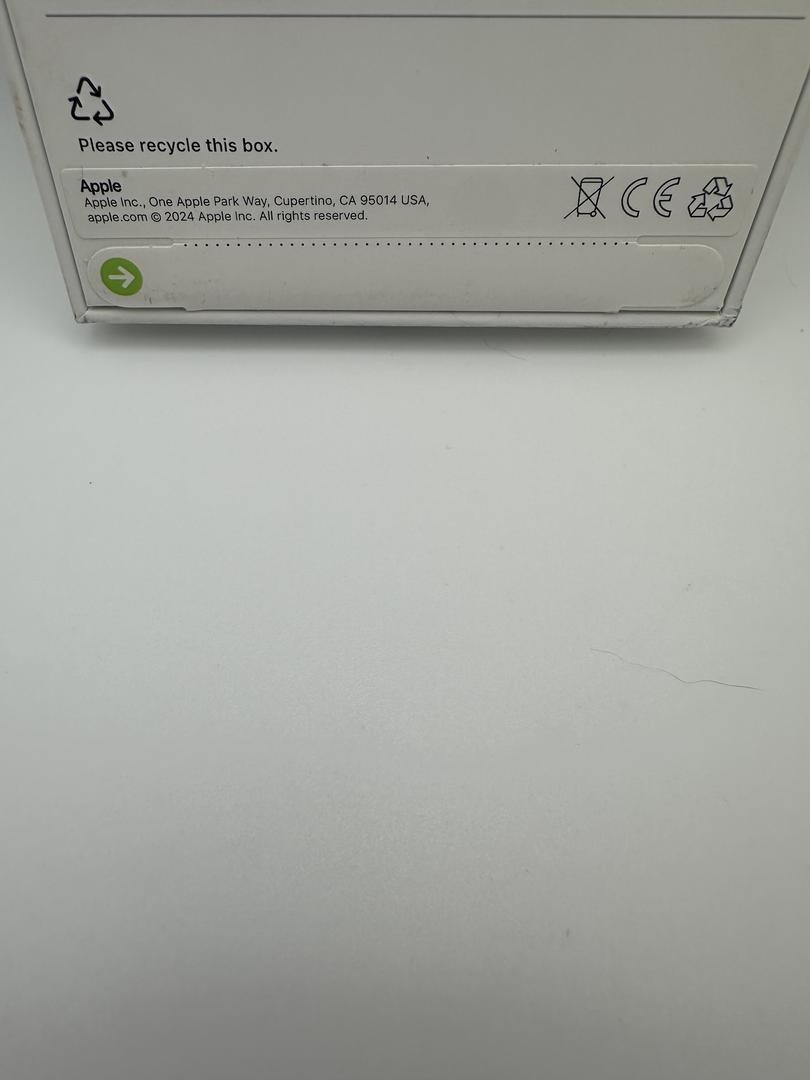 Please recycle this box.
Apple
Apple Inc., One Apple Park Way, Cupertino, CA 95014 USA,
apple.com © 2024 Apple Inc. All rights reserved.
CE